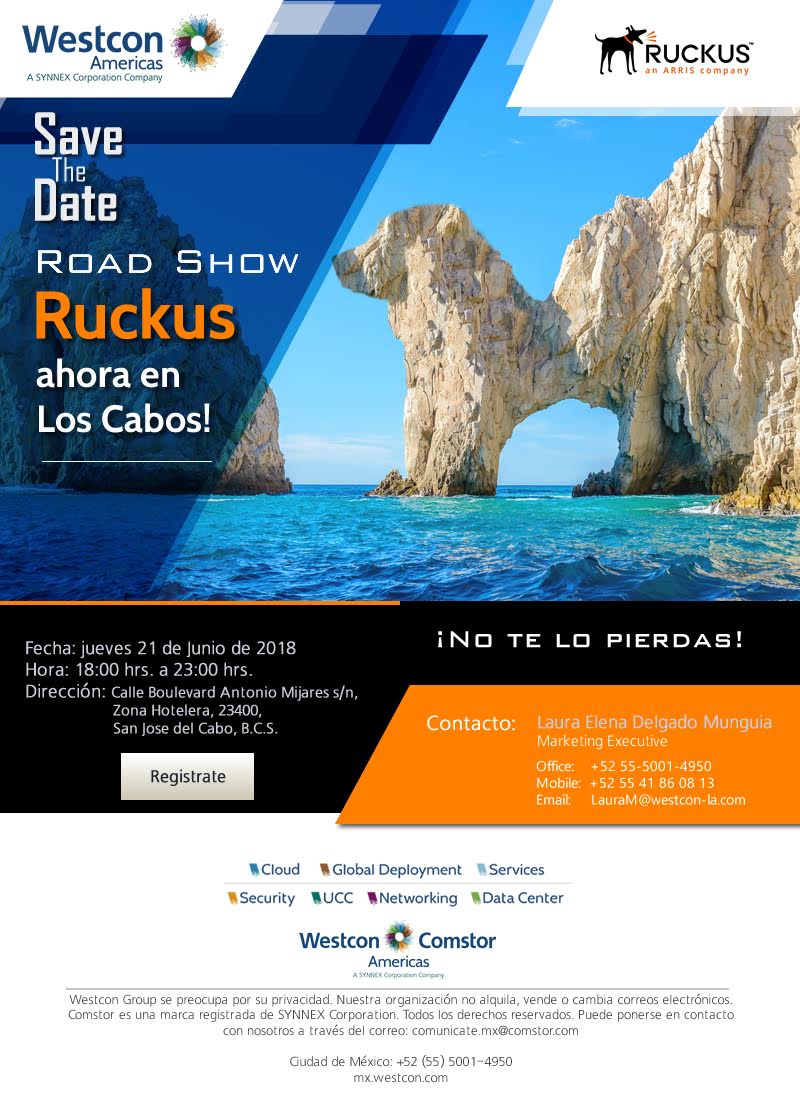 Westcon
Americas
A SYNNEX Corporation Company
RUCKUS™
an ARRIS company
Save
The
Date
ROAD SHOW
Ruckus
ahora en
Los Cabos!
Fecha: jueves 21 de Junio de 2018
Hora: 18:00 hrs. a 23:00 hrs.
Dirección: Calle Boulevard Antonio Mijares s/n,
Zona Hotelera, 23400,
San Jose del Cabo, B.C.S.
Registrate
¡NO TE LO PIERDAS!
Contacto: Laura Elena Delgado Munguia
Marketing Executive
Office: +52 55-5001-4950
Mobile: +52 55 41 86 08 13
Email: LauraM@westcon-la.com
Cloud Global Deployment Services
Security UCC Networking Data Center
Westcon Comstor
Americas
A SYNNEX Corporation Company
Westcon Group se preocupa por su privacidad. Nuestra organización no alquila, vende o cambia correos electrónicos.
Comstor es una marca registrada de SYNNEX Corporation. Todos los derechos reservados. Puede ponerse en contacto
con nosotros a través del correo: comunicate.mx@comstor.com
Ciudad de México: +52 (55) 5001-4950
mx.westcon.com